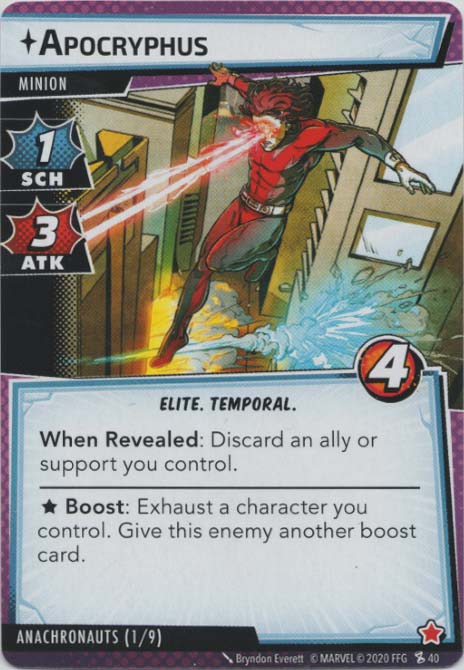 APOCRYPHUS
MINION
1
SCH
3
ATK
4
ELITE. TEMPORAL.
When Revealed: Discard an ally or
support you control.
★ Boost: Exhaust a character you
control. Give this enemy another boost
card.
ANACHRONAUTS (1/9)
Bryndon Everett © MARVEL © 2020 FFG 40